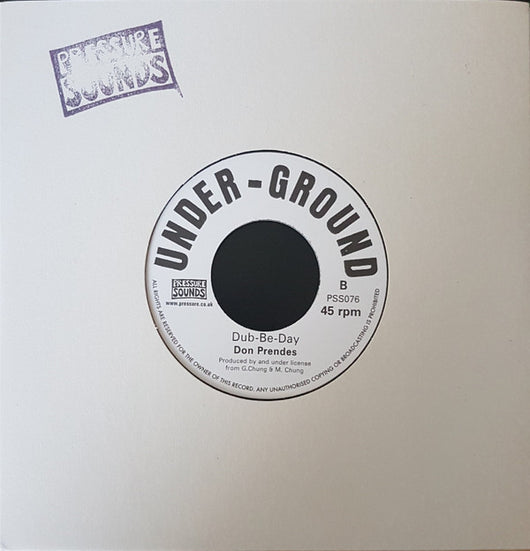 PRESSURE
SOUNDS
UNDER-GROUND
PRESSURE
SOUNDS
www.pressure.co.uk
B
PSS076
45 rpm
Dub-Be-Day
Don Prendes
Produced by and under license
from G.Chung & M. Chung
ALL RIGHTS ARE RESERVED FOR THE OWNER OF THIS RECORD. ANY UNAUTHORISED COPYING OR BROADCASTING IS PROHIBITED